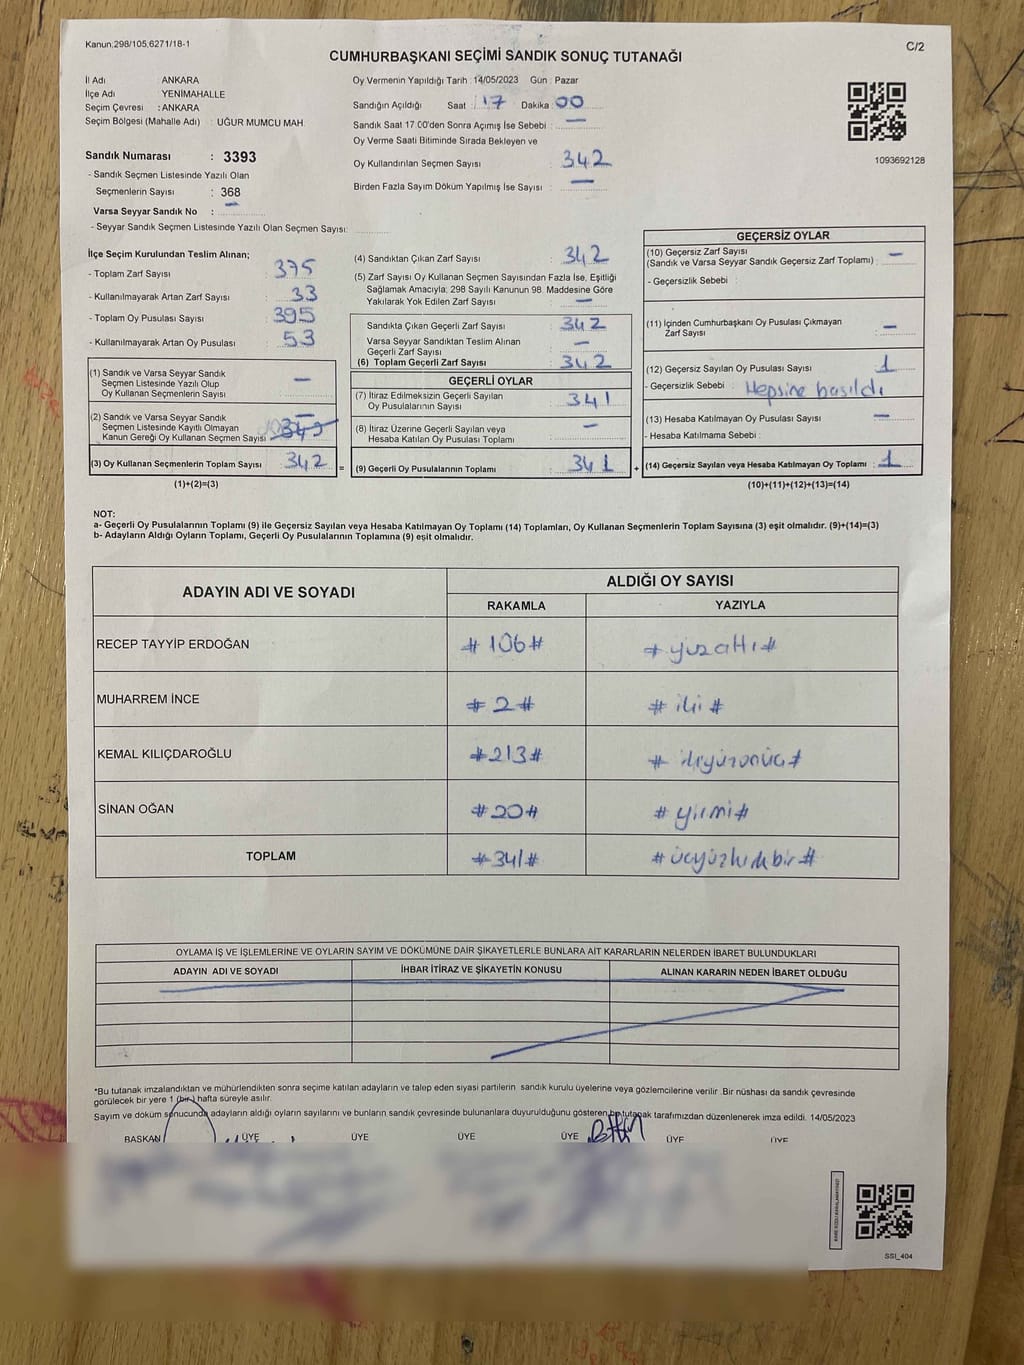 Kanun:298/105,6271/18-1
C/2
CUMHURBAŞKANI SEÇİMİ SANDIK SONUÇ TUTANAĞI
İl Adı ANKARA
İlçe Adı YENİMAHALLE
Seçim Çevresi : ANKARA
Seçim Bölgesi (Mahalle Adı) : UĞUR MUMCU MAH.
Sandık Numarası : 3393
- Sandık Seçmen Listesinde Yazılı Olan
Seçmenlerin Sayısı : 368
Varsa Seyyar Sandık No : —
- Seyyar Sandık Seçmen Listesinde Yazılı Olan Seçmen Sayısı:
Oy Vermenin Yapıldığı Tarih : 14/05/2023 Gün : Pazar
Sandığın Açıldığı Saat : 17 Dakika : 00
Sandık Saat 17.00'den Sonra Açımış İse Sebebi : —
Oy Verme Saati Bitiminde Sırada Bekleyen ve
Oy Kullandırılan Seçmen Sayısı : 342
Birden Fazla Sayım Döküm Yapılmış İse Sayısı : —
1093692128
İlçe Seçim Kurulundan Teslim Alınan;
- Toplam Zarf Sayısı : 375
- Kullanılmayarak Artan Zarf Sayısı : 33
- Toplam Oy Pusulası Sayısı : 395
- Kullanılmayarak Artan Oy Pusulası : 53
(1) Sandık ve Varsa Seyyar Sandık
Seçmen Listesinde Yazılı Olup
Oy Kullanan Seçmenlerin Sayısı : —
(2) Sandık ve Varsa Seyyar Sandık
Seçmen Listesinde Kayıtlı Olmayan
Kanun Gereği Oy Kullanan Seçmen Sayısı : —
(3) Oy Kullanan Seçmenlerin Toplam Sayısı : 342
(1)+(2)=(3)
=
(4) Sandıktan Çıkan Zarf Sayısı : 342
(5) Zarf Sayısı Oy Kullanan Seçmen Sayısından Fazla İse, Eşitliği
Sağlamak Amacıyla; 298 Sayılı Kanunun 98. Maddesine Göre
Yakılarak Yok Edilen Zarf Sayısı : —
Sandıkta Çıkan Geçerli Zarf Sayısı : 342
Varsa Seyyar Sandıktan Teslim Alınan
Geçerli Zarf Sayısı : —
(6) Toplam Geçerli Zarf Sayısı : 342
GEÇERLİ OYLAR
(7) İtiraz Edilmeksizin Geçerli Sayılan
Oy Pusulalarının Sayısı : 341
(8) İtiraz Üzerine Geçerli Sayılan veya
Hesaba Katılan Oy Pusulası Toplamı : —
(9) Geçerli Oy Pusulalarının Toplamı : 341
+
GEÇERSİZ OYLAR
(10) Geçersiz Zarf Sayısı
(Sandık ve Varsa Seyyar Sandık Geçersiz Zarf Toplamı) : —
- Geçersizlik Sebebi :
(11) İçinden Cumhurbaşkanı Oy Pusulası Çıkmayan
Zarf Sayısı : —
(12) Geçersiz Sayılan Oy Pusulası Sayısı : 1
- Geçersizlik Sebebi : Hepsine basıldı
(13) Hesaba Katılmayan Oy Pusulası Sayısı : —
- Hesaba Katılmama Sebebi :
(14) Geçersiz Sayılan veya Hesaba Katılmayan Oy Toplamı : 1
(10)+(11)+(12)+(13)=(14)
NOT:
a- Geçerli Oy Pusulalarının Toplamı (9) ile Geçersiz Sayılan veya Hesaba Katılmayan Oy Toplamı (14) Toplamları, Oy Kullanan Seçmenlerin Toplam Sayısına (3) eşit olmalıdır. (9)+(14)=(3)
b- Adayların Aldığı Oyların Toplamı, Geçerli Oy Pusulalarının Toplamına (9) eşit olmalıdır.
ADAYIN ADI VE SOYADI
ALDIĞI OY SAYISI
RAKAMLA YAZIYLA
RECEP TAYYİP ERDOĞAN #106# #yüzaltı#
MUHARREM İNCE #2# #iki#
KEMAL KILIÇDAROĞLU #213# #ikiyüzonüç#
SİNAN OĞAN #20# #yirmi#
TOPLAM #341# #üçyüzkırkbir#
OYLAMA İŞ VE İŞLEMLERİNE VE OYLARIN SAYIM VE DÖKÜMÜNE DAİR ŞİKAYETLERLE BUNLARA AİT KARARLARIN NELERDEN İBARET BULUNDUKLARI
ADAYIN ADI VE SOYADI İHBAR İTİRAZ VE ŞİKAYETİN KONUSU ALINAN KARARIN NEDEN İBARET OLDUĞU
*Bu tutanak imzalandıktan ve mühürlendikten sonra seçime katılan adayların ve talep eden siyasi partilerin sandık kurulu üyelerine veya gözlemcilerine verilir. Bir nüshası da sandık çevresinde
görülecek bir yere 1 (bir) hafta süreyle asılır.
Sayım ve döküm sonucunda adayların aldığı oyların sayılarını ve bunların sandık çevresinde bulunanlara duyurulduğunu gösteren bu tutanak tarafımızdan düzenlenerek imza edildi. 14/05/2023
BAŞKAN ÜYE ÜYE ÜYE ÜYE ÜYE ÜYE
SSI_404